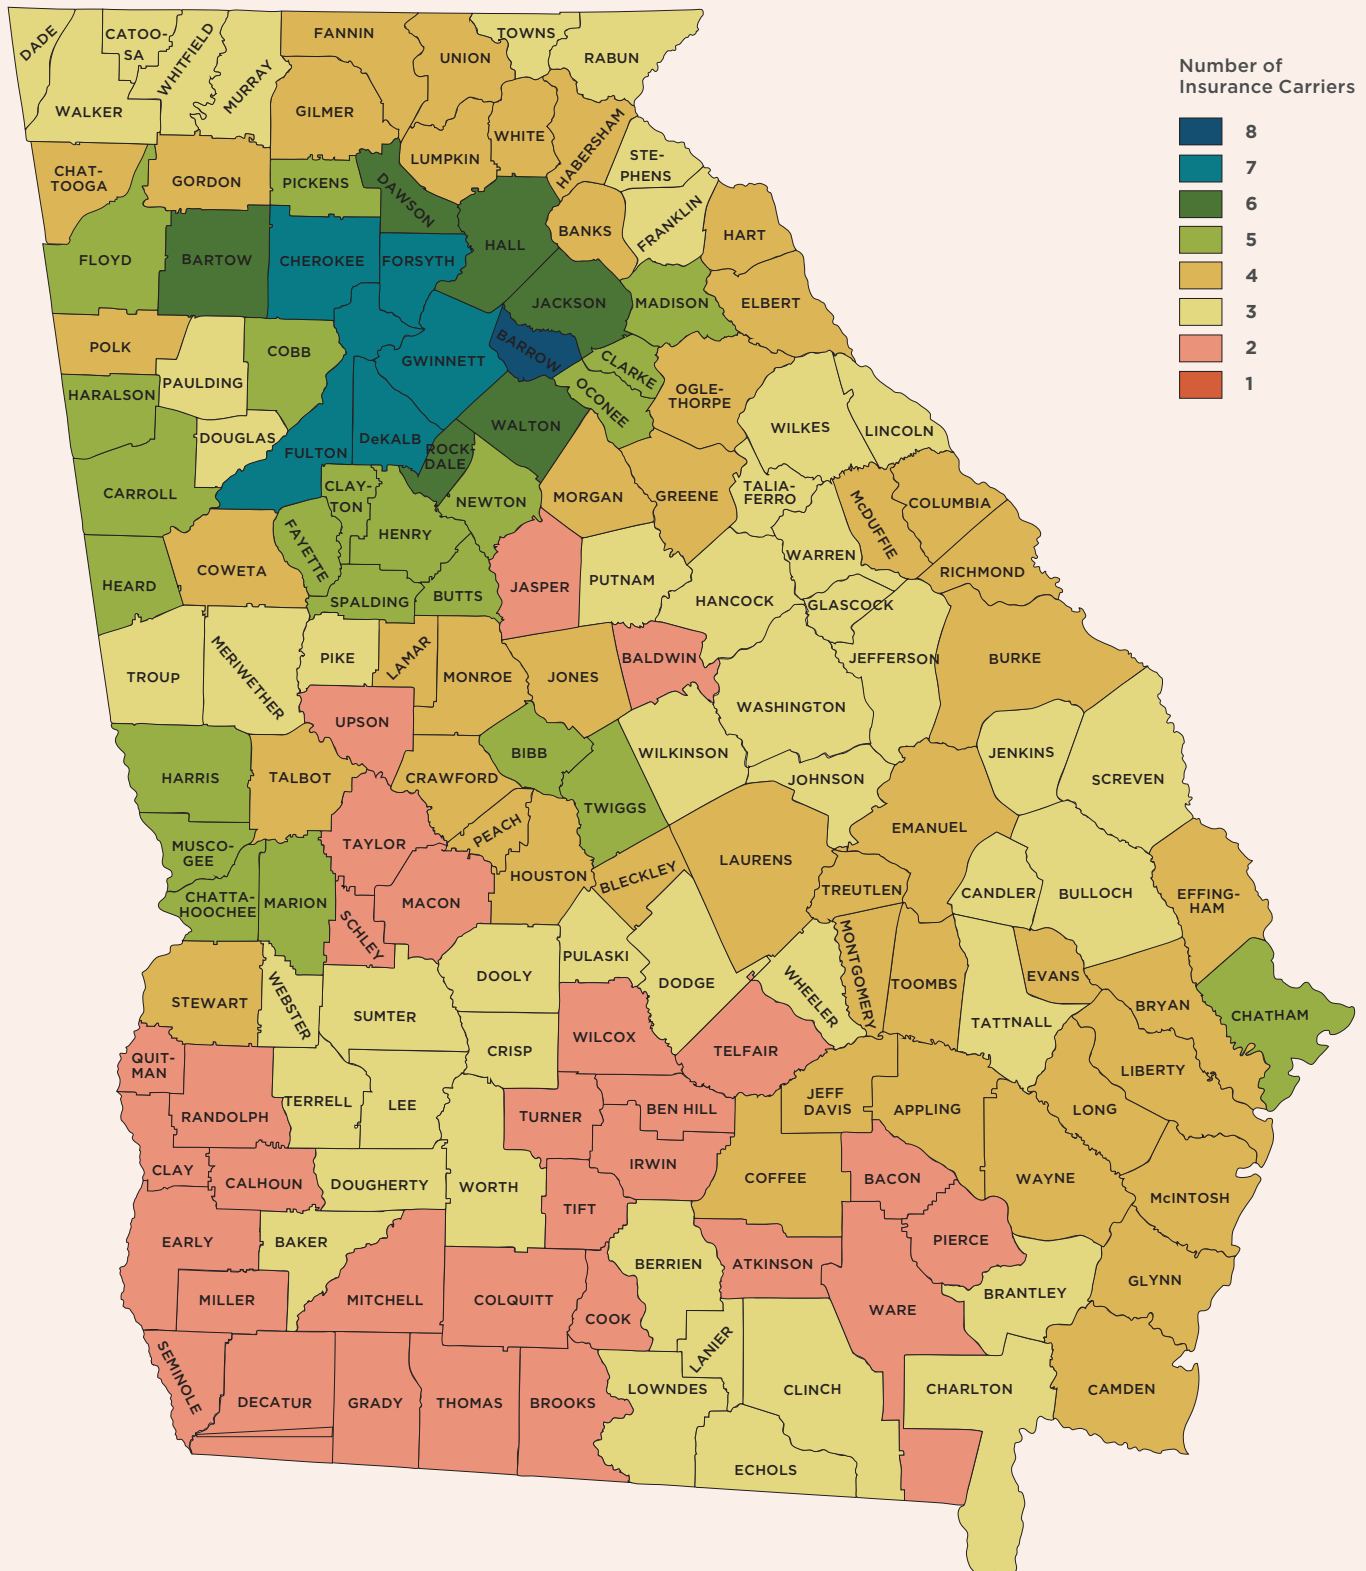 Number of
Insurance Carriers
8
7
6
5
4
3
2
1
DADE
CATOO-
SA
WHITFIELD
MURRAY
WALKER
FANNIN
UNION
TOWNS
RABUN
GILMER
LUMPKIN
WHITE
HABERSHAM
STE-
PHENS
CHAT-
TOOGA
GORDON
PICKENS
DAWSON
HALL
BANKS
FRANKLIN
HART
FLOYD
BARTOW
CHEROKEE
FORSYTH
JACKSON
MADISON
ELBERT
POLK
PAULDING
COBB
GWINNETT
BARROW
CLARKE
OCONEE
OGLE-
THORPE
HARALSON
DOUGLAS
FULTON
DeKALB
ROCK-
DALE
WALTON
WILKES
LINCOLN
CARROLL
CLAY-
TON
HENRY
NEWTON
MORGAN
GREENE
TALIA-
FERRO
McDUFFIE
COLUMBIA
HEARD
COWETA
FAYETTE
SPALDING
BUTTS
JASPER
PUTNAM
HANCOCK
WARREN
GLASCOCK
RICHMOND
TROUP
MERIWETHER
PIKE
LAMAR
MONROE
JONES
BALDWIN
WASHINGTON
JEFFERSON
BURKE
UPSON
BIBB
WILKINSON
JOHNSON
JENKINS
SCREVEN
HARRIS
TALBOT
CRAWFORD
TWIGGS
MUSCO-
GEE
TAYLOR
PEACH
HOUSTON
BLECKLEY
LAURENS
EMANUEL
TREUTLEN
CANDLER
BULLOCH
EFFING-
HAM
CHATTA-
HOOCHEE
MARION
SCHLEY
MACON
DOOLY
PULASKI
DODGE
WHEELER
MONTGOMERY
TOOMBS
TATTNALL
EVANS
BRYAN
CHATHAM
STEWART
WEBSTER
SUMTER
CRISP
WILCOX
TELFAIR
JEFF
DAVIS
APPLING
LONG
LIBERTY
QUIT-
MAN
RANDOLPH
TERRELL
LEE
TURNER
BEN HILL
IRWIN
COFFEE
BACON
WAYNE
McINTOSH
CLAY
CALHOUN
DOUGHERTY
WORTH
TIFT
EARLY
BAKER
BERRIEN
ATKINSON
PIERCE
GLYNN
MILLER
MITCHELL
COLQUITT
COOK
WARE
BRANTLEY
SEMINOLE
DECATUR
GRADY
THOMAS
BROOKS
LOWNDES
LANIER
CLINCH
CHARLTON
CAMDEN
ECHOLS